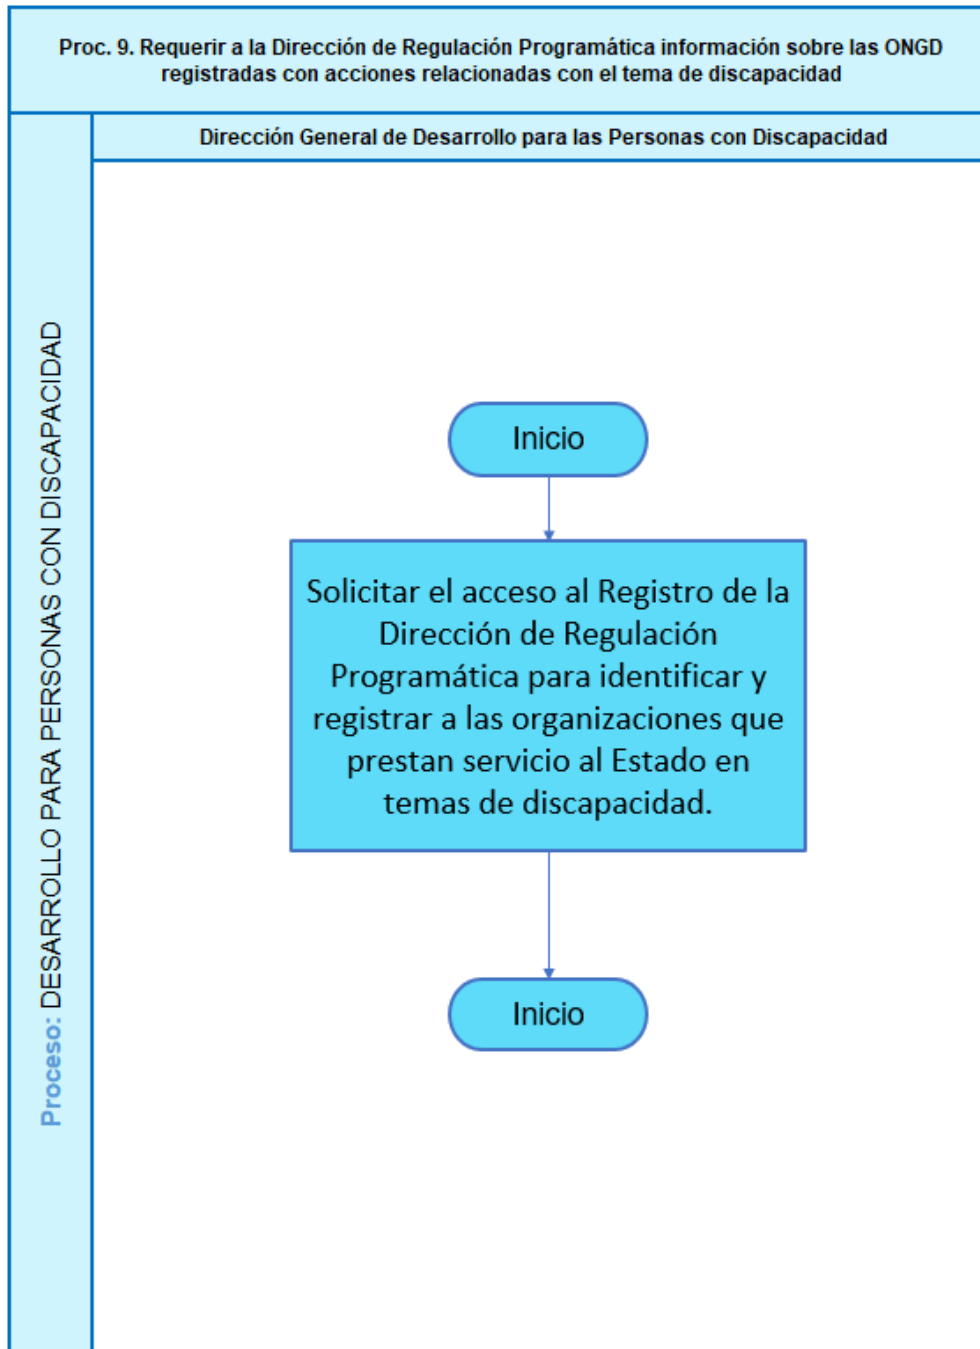 Proc. 9. Requerir a la Dirección de Regulación Programática información sobre las ONGD
registradas con acciones relacionadas con el tema de discapacidad
Dirección General de Desarrollo para las Personas con Discapacidad
Proceso: DESARROLLO PARA PERSONAS CON DISCAPACIDAD
Inicio
Solicitar el acceso al Registro de la
Dirección de Regulación
Programática para identificar y
registrar a las organizaciones que
prestan servicio al Estado en
temas de discapacidad.
Inicio